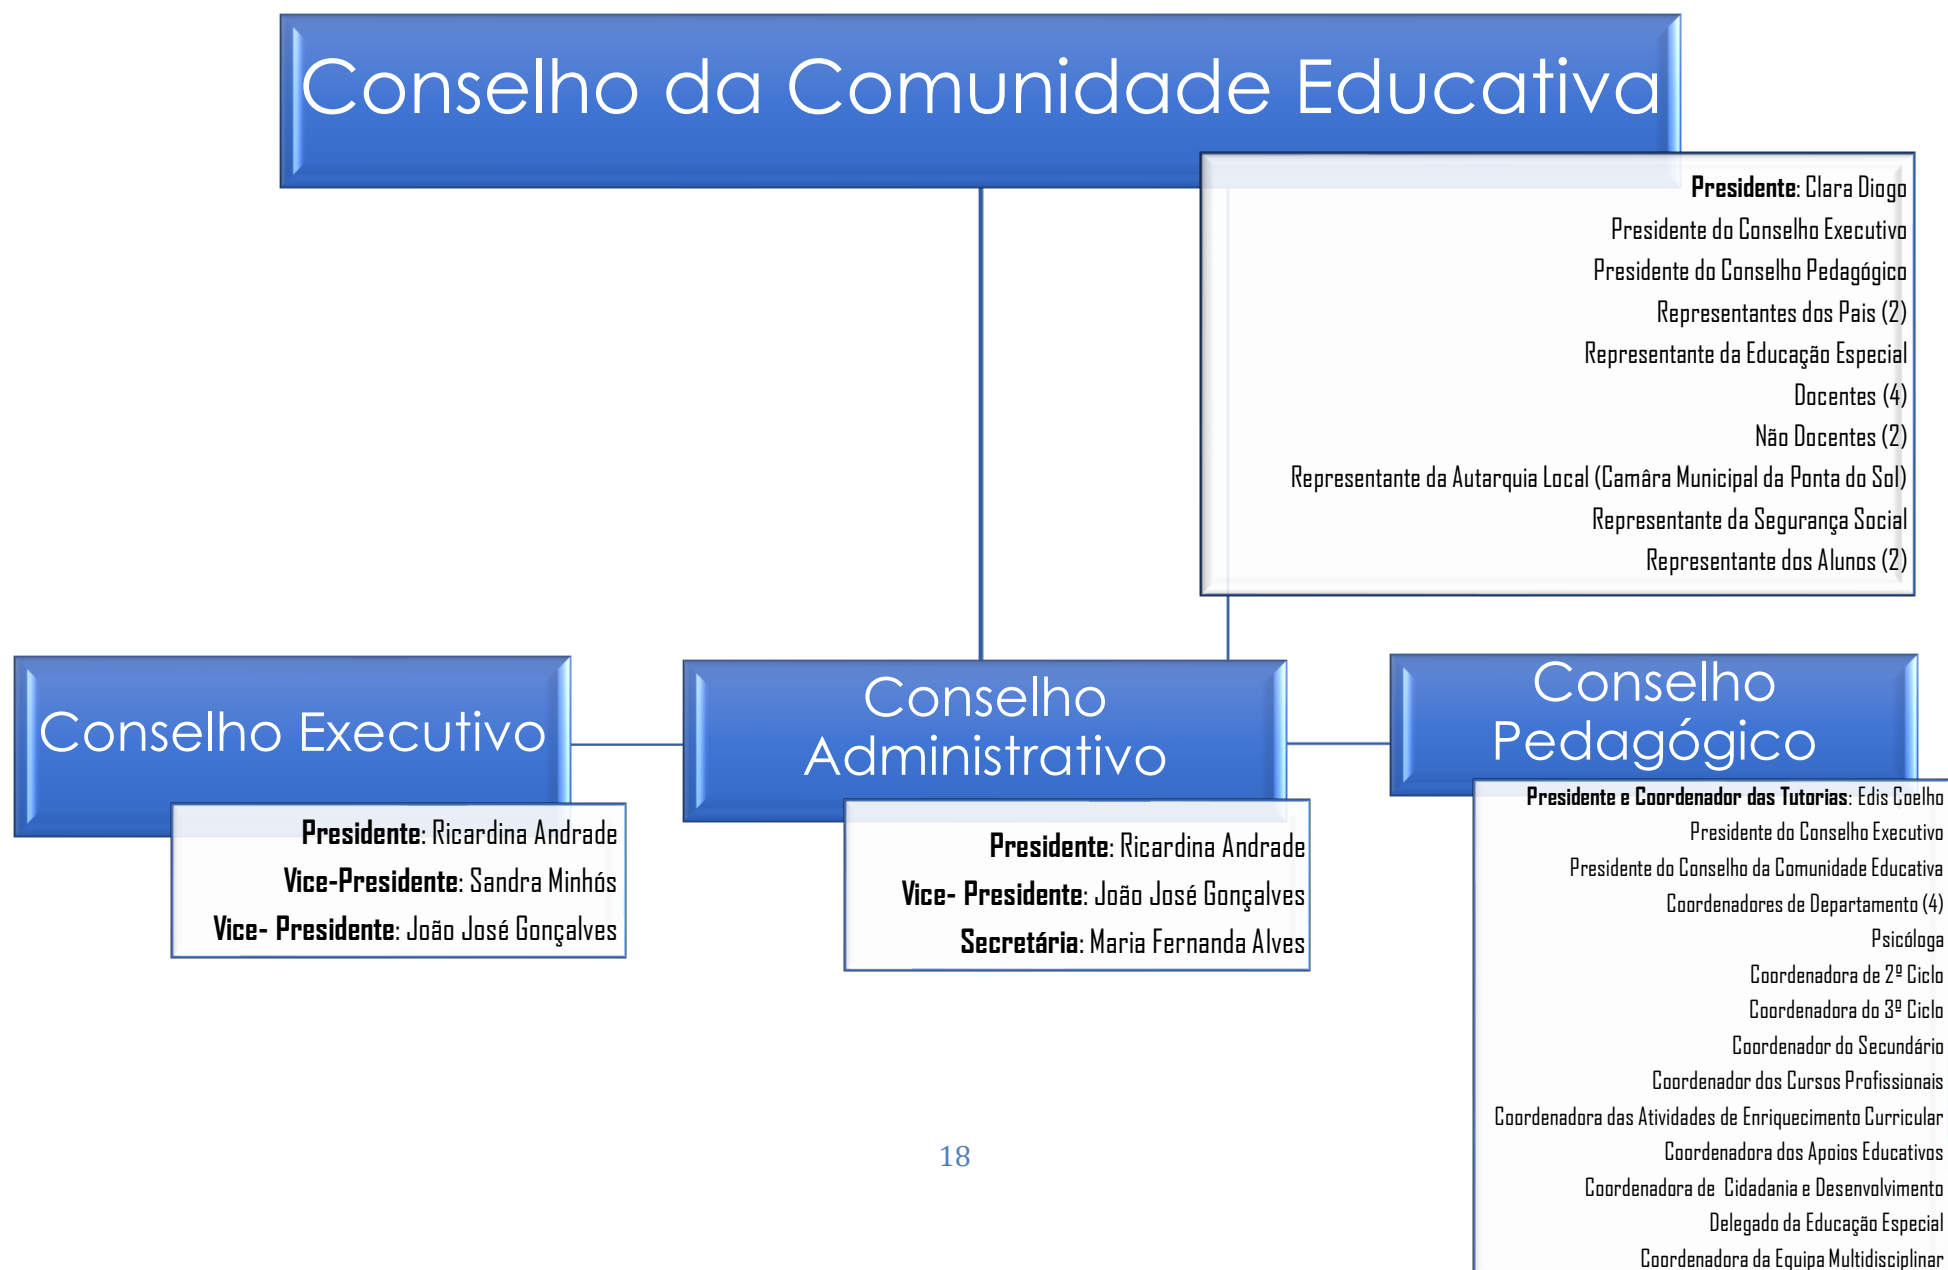 Conselho da Comunidade Educativa
Presidente: Clara Diogo
Presidente do Conselho Executivo
Presidente do Conselho Pedagógico
Representantes dos Pais (2)
Representante da Educação Especial
Docentes (4)
Não Docentes (2)
Representante da Autarquia Local (Camâra Municipal da Ponta do Sol)
Representante da Segurança Social
Representante dos Alunos (2)
Conselho Executivo
Presidente: Ricardina Andrade
Vice-Presidente: Sandra Minhós
Vice- Presidente: João José Gonçalves
Conselho
Administrativo
Presidente: Ricardina Andrade
Vice- Presidente: João José Gonçalves
Secretária: Maria Fernanda Alves
Conselho
Pedagógico
Presidente e Coordenador das Tutorias: Edis Coelho
Presidente do Conselho Executivo
Presidente do Conselho da Comunidade Educativa
Coordenadores de Departamento (4)
Psicóloga
Coordenadora de 2º Ciclo
Coordenadora do 3º Ciclo
Coordenador do Secundário
Coordenador dos Cursos Profissionais
Coordenadora das Atividades de Enriquecimento Curricular
Coordenadora dos Apoios Educativos
Coordenadora de  Cidadania e Desenvolvimento
Delegado da Educação Especial
Coordenadora da Equipa Multidisciplinar
18